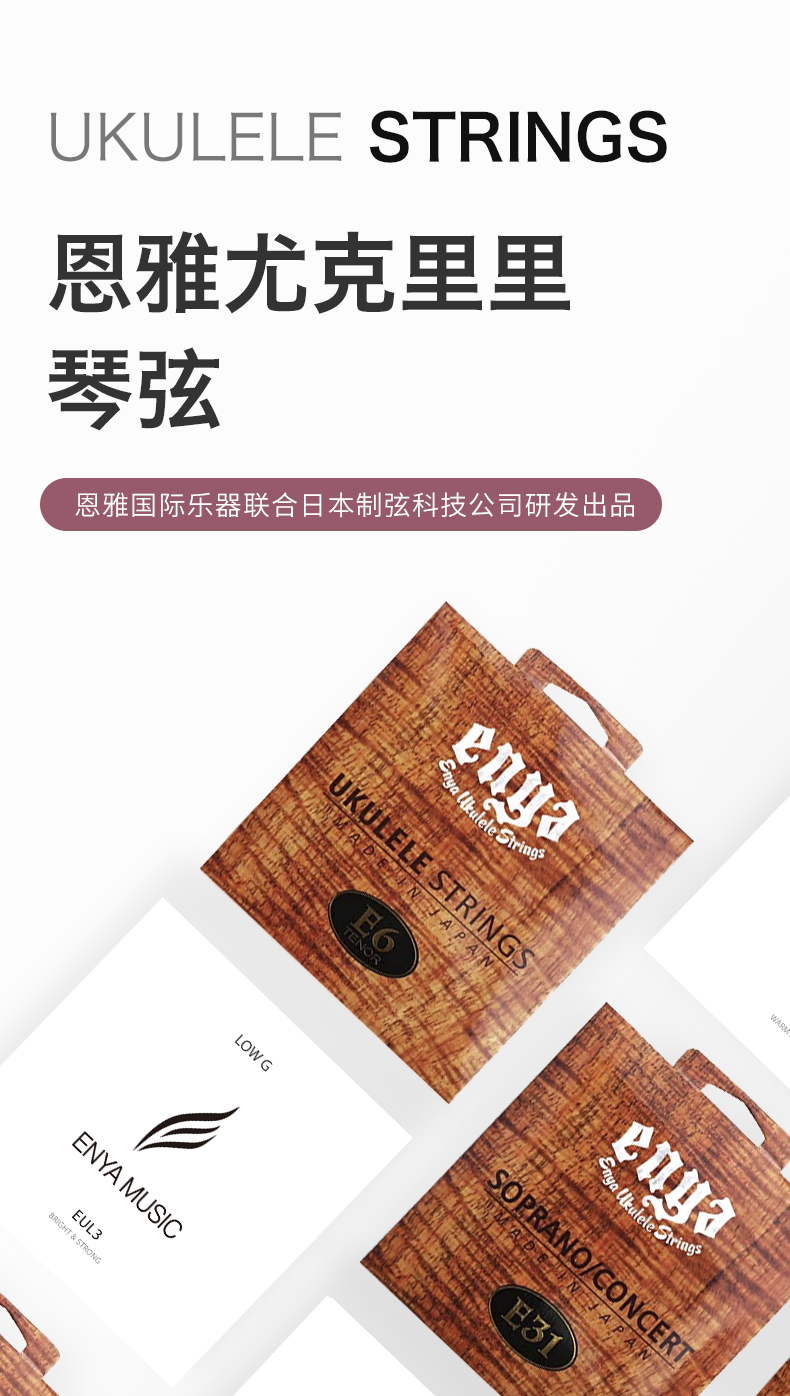 UKULELE STRINGS
恩雅尤克里里
琴弦
恩雅国际乐器联合日本制弦科技公司研发出品
enya
Enya Ukulele Strings
UKULELE STRINGS
MADE IN JAPAN
E6
TENOR
LOW G
ENYA MUSIC
EUL3
BRIGHT & STRONG
WARM
enya
Enya Ukulele Strings
SOPRANO/CONCERT
MADE IN JAPAN
E31